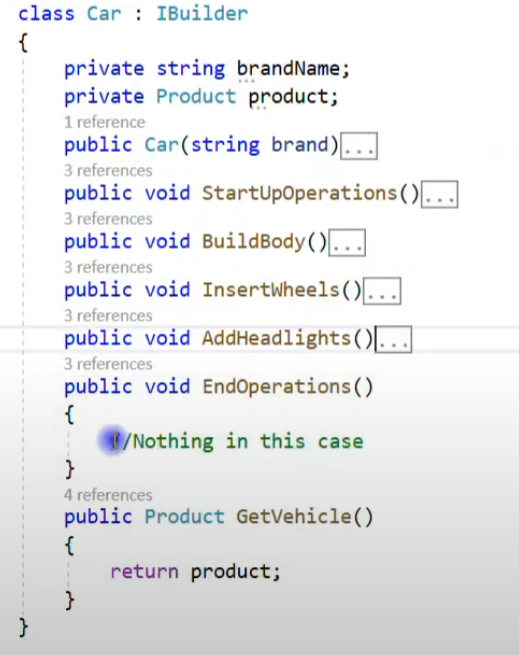 class Car : IBuilder
{
private string brandName;
private Product product;
1 reference
public Car(string brand)...
3 references
public void StartUpOperations()...
3 references
public void BuildBody()...
3 references
public void InsertWheels()...
3 references
public void AddHeadlights()...
3 references
public void EndOperations()
{
//Nothing in this case
}
4 references
public Product GetVehicle()
{
return product;
}
}